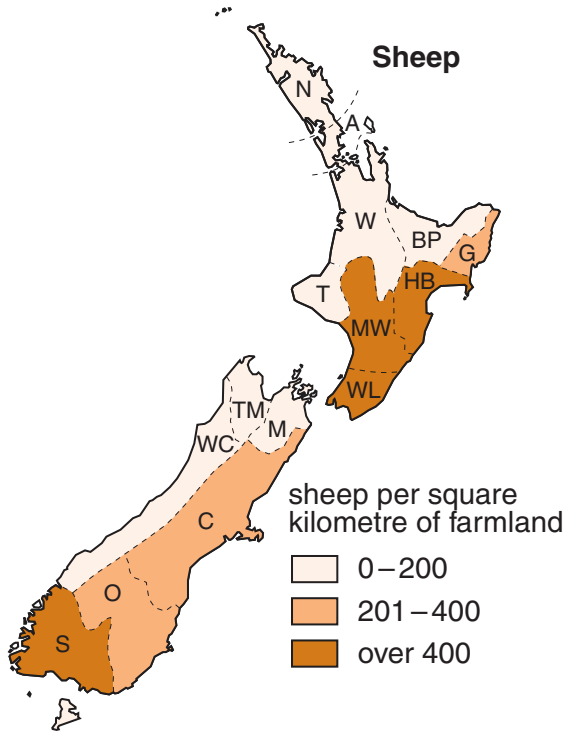 Sheep
N
A
W
BP
G
T
HB
MW
WL
TM
M
WC
C
O
S
sheep per square
kilometre of farmland
0–200
201–400
over 400